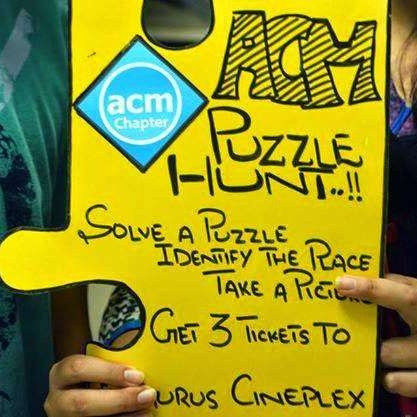 acm
Chapter
ACM
PUZZLE
HUNT..!!
SOLVE A PUZZLE
IDENTIFY THE PLACE
TAKE A
GET 3 TICKETS TO
CINEPLEX